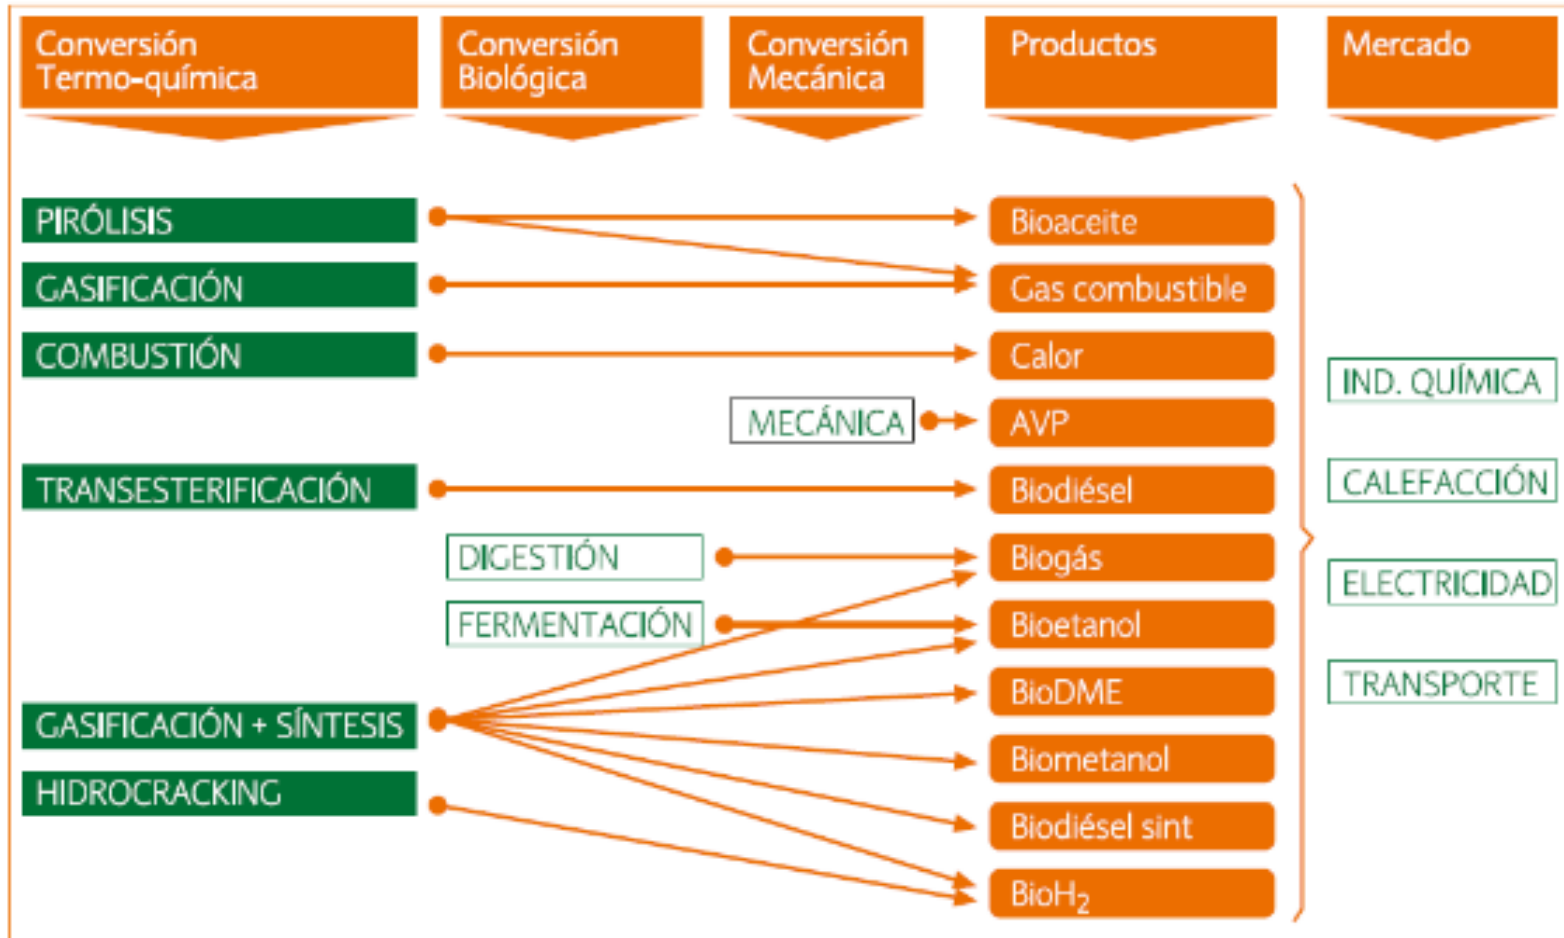 Conversión
Termo-química
Conversión
Biológica
Conversión
Mecánica
Productos
Mercado
PIRÓLISIS
Bioaceite
GASIFICACIÓN
Gas combustible
COMBUSTIÓN
Calor
IND. QUÍMICA
MECÁNICA
AVP
TRANSESTERIFICACIÓN
Biodiésel
CALEFACCIÓN
DIGESTIÓN
Biogás
ELECTRICIDAD
FERMENTACIÓN
Bioetanol
BioDME
TRANSPORTE
GASIFICACIÓN + SÍNTESIS
Biometanol
HIDROCRACKING
Biodiésel sint
BioH₂